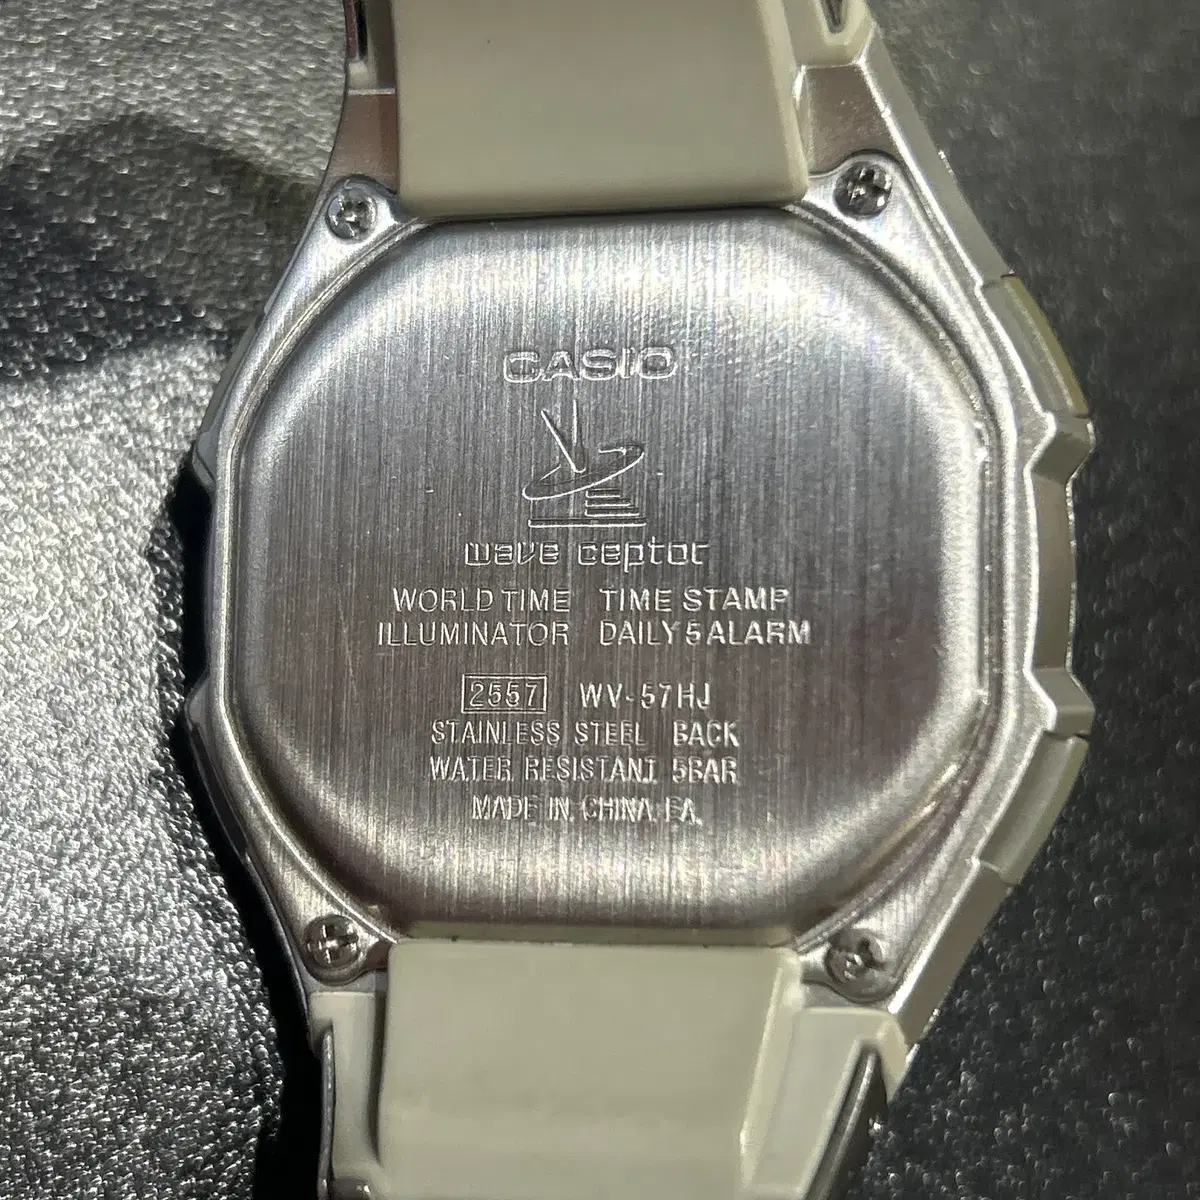 CASIO
wave ceptor
WORLD TIME TIME STAMP
ILLUMINATOR DAILY 5 ALARM
2557 WV-57HJ
STAINLESS STEEL BACK
WATER RESISTANT 5BAR
MADE IN CHINA EA.